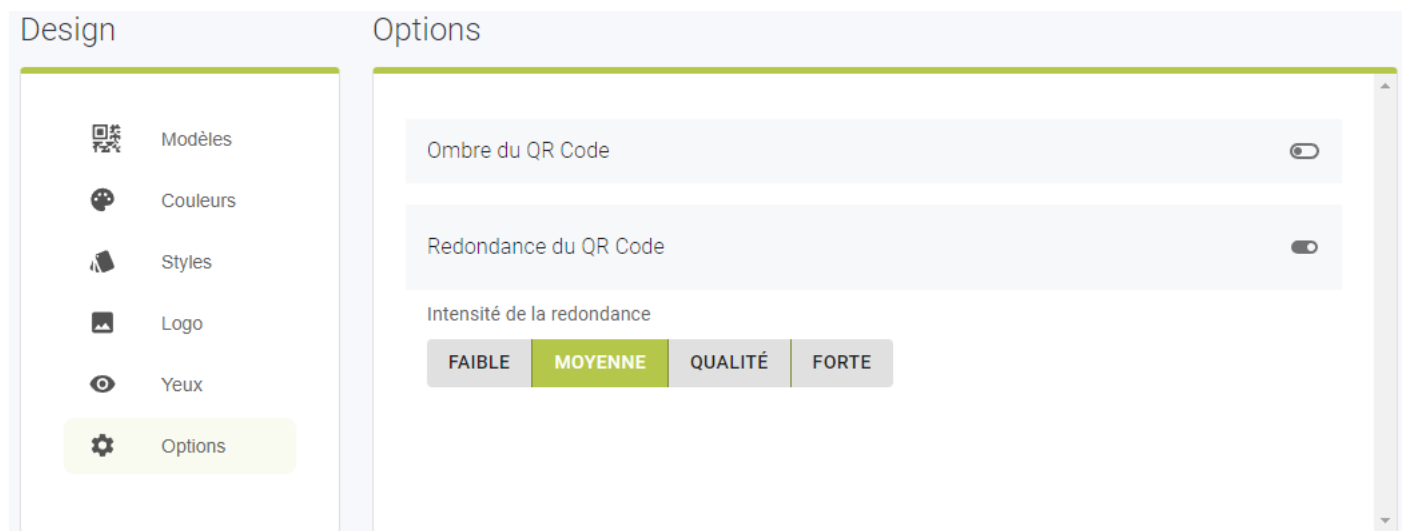 Design
Modèles
Couleurs
Styles
Logo
Yeux
Options
Options
Ombre du QR Code
Redondance du QR Code
Intensité de la redondance
FAIBLE MOYENNE QUALITÉ FORTE